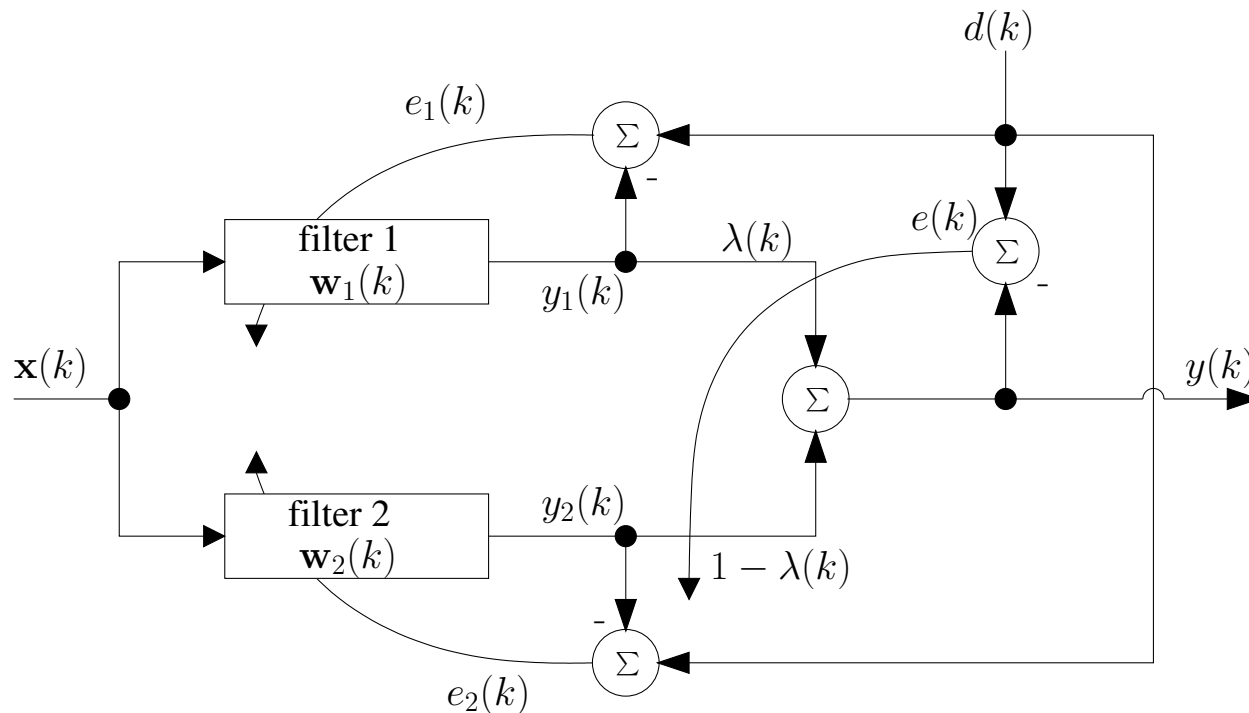 d(k)
e₁(k)
Σ
-
filter 1
w₁(k)
y₁(k)
λ(k)
e(k)
Σ
-
x(k)
Σ
y(k)
filter 2
w₂(k)
y₂(k)
1 − λ(k)
-
Σ
e₂(k)